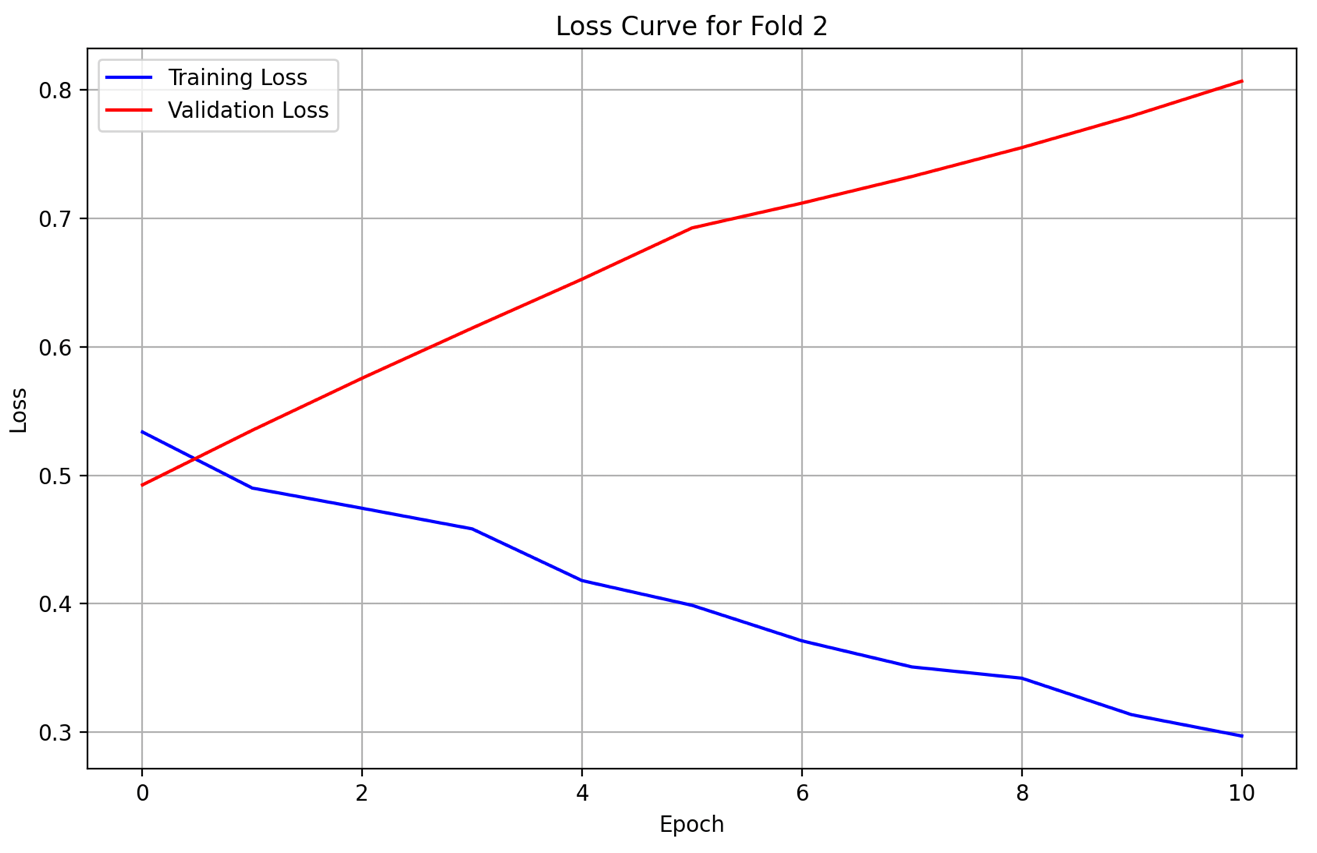 Loss Curve for Fold 2
Training Loss
Validation Loss
0.8
0.7
0.6
0.5
0.4
0.3
Loss
0 2 4 6 8 10
Epoch